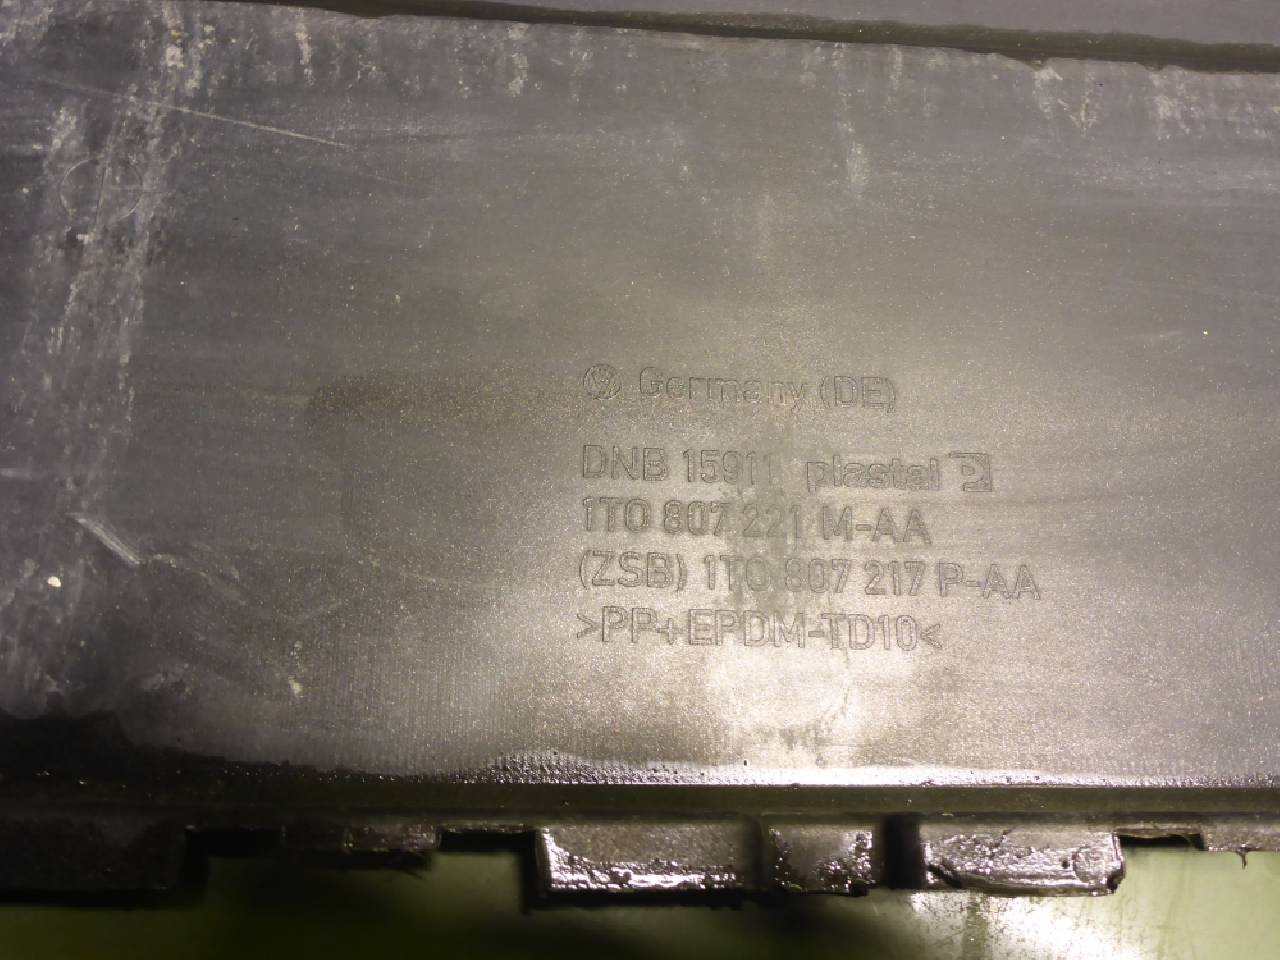 Germany (DE)
DNB 15911 plastal
1T0 807 221 M-AA
(ZSB) 1T0 807 217 P-AA
>PP+EPDM-TD10<